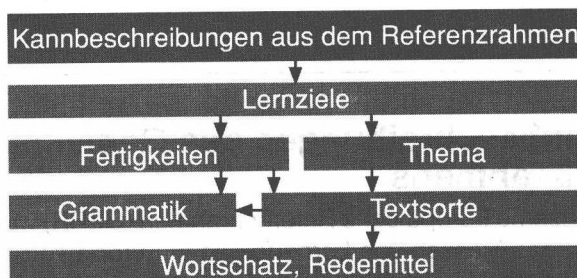 Kannbeschreibungen aus dem Referenzrahmen
Lernziele
Fertigkeiten Thema
Grammatik Textsorte
Wortschatz, Redemittel